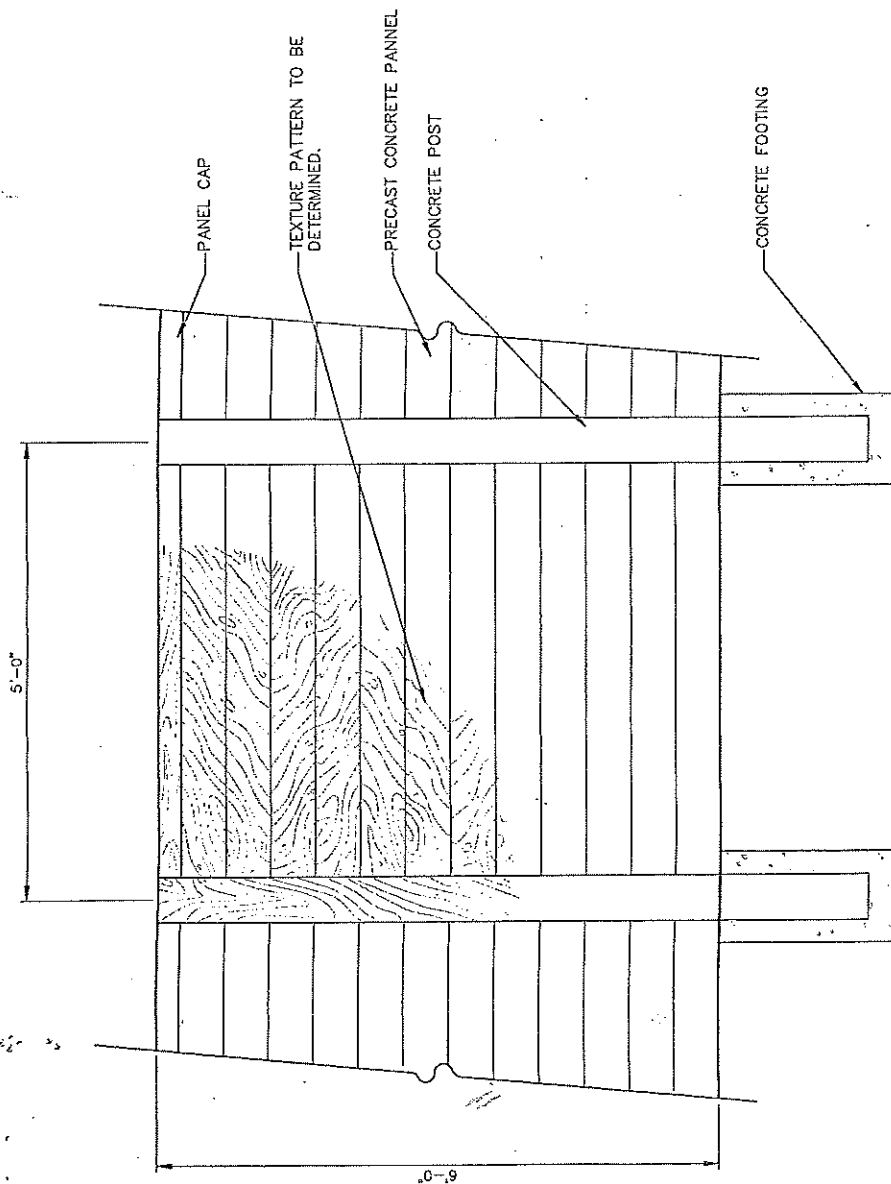 5'-0"
PANEL CAP
TEXTURE PATTERN TO BE
DETERMINED.
PRECAST CONCRETE PANNEL
CONCRETE POST
CONCRETE FOOTING
6'-0"